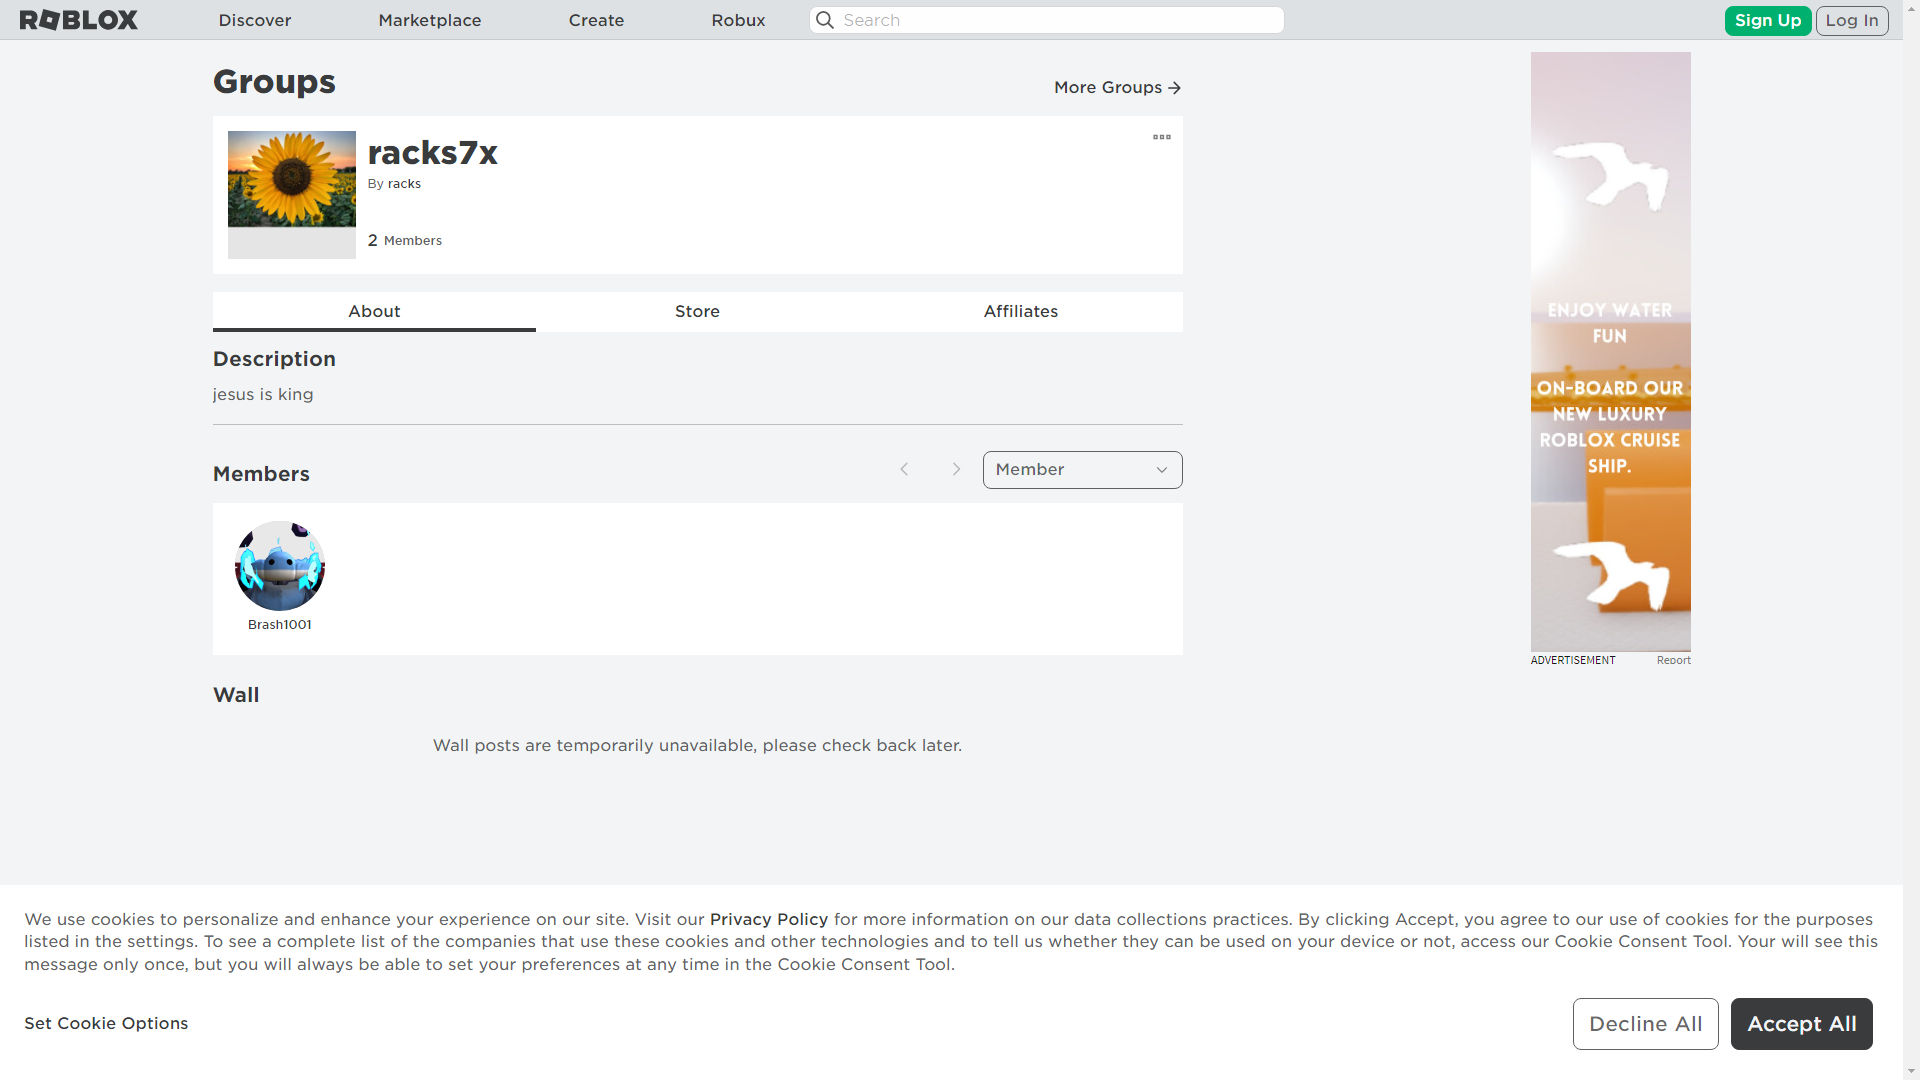 ROBLOX
Discover
Marketplace
Create
Robux
Search
Sign Up
Log In
Groups
More Groups
racks7x
By racks
2 Members
About
Store
Affiliates
Description
jesus is king
Members
Member
Brash1001
Wall
Wall posts are temporarily unavailable, please check back later.
ENJOY WATER
FUN
ON-BOARD OUR
NEW LUXURY
ROBLOX CRUISE
SHIP.
ADVERTISEMENT
Report
We use cookies to personalize and enhance your experience on our site. Visit our Privacy Policy for more information on our data collections practices. By clicking Accept, you agree to our use of cookies for the purposes
listed in the settings. To see a complete list of the companies that use these cookies and other technologies and to tell us whether they can be used on your device or not, access our Cookie Consent Tool. Your will see this
message only once, but you will always be able to set your preferences at any time in the Cookie Consent Tool.
Set Cookie Options
Decline All
Accept All